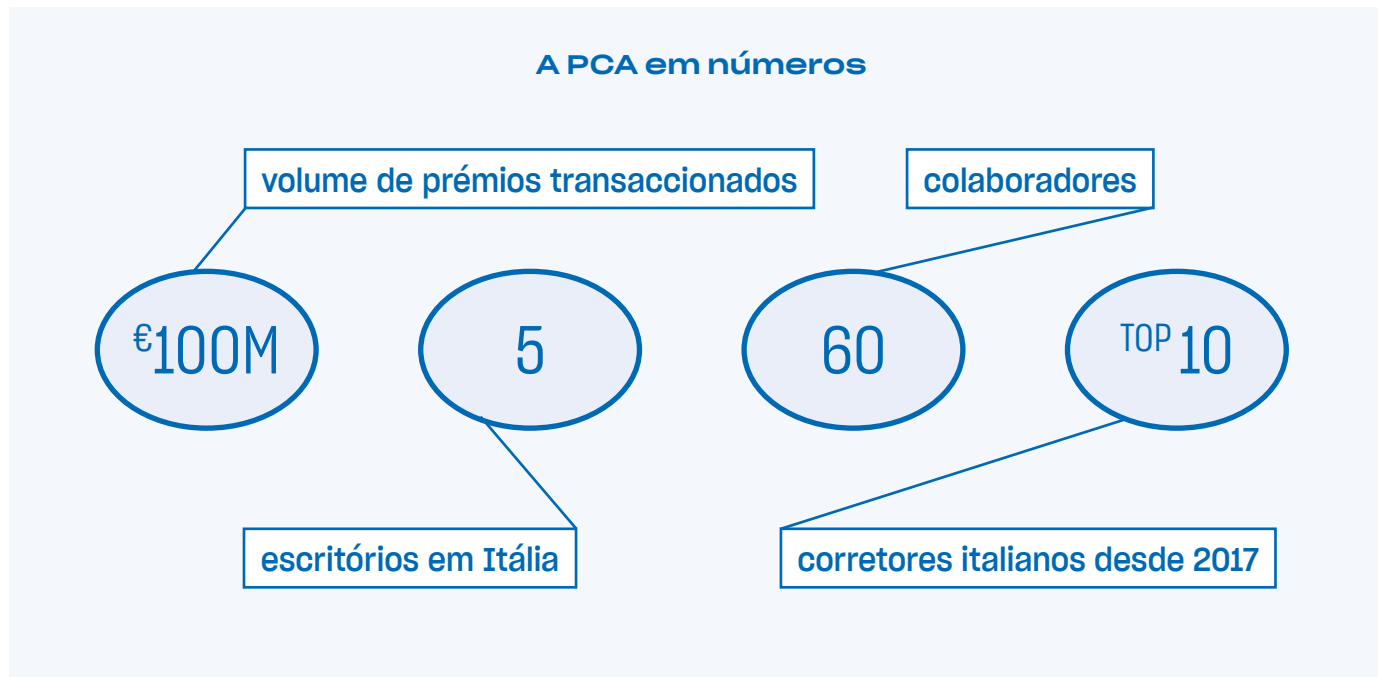 A PCA em números
volume de prémios transaccionados
colaboradores
€100M
5
60
TOP 10
escritórios em Itália
corretores italianos desde 2017